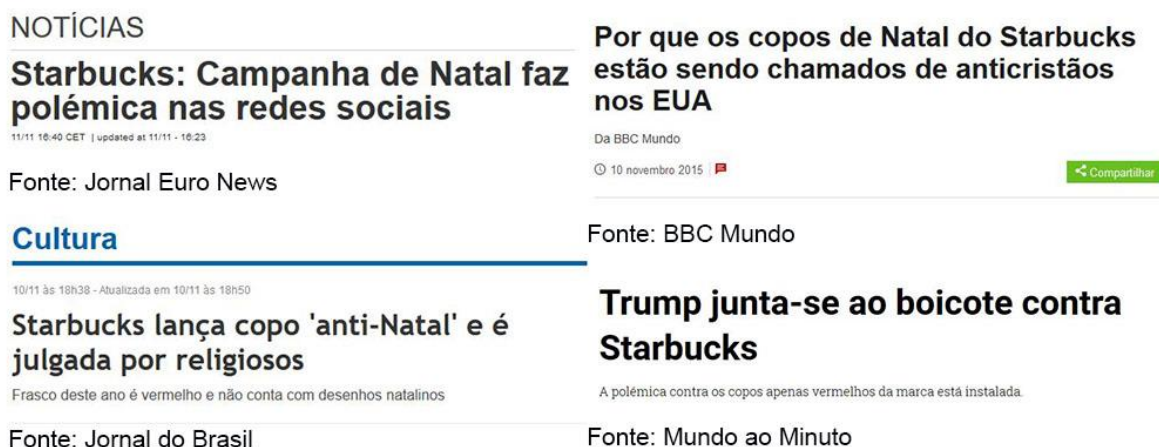 NOTÍCIAS
Starbucks: Campanha de Natal faz
polémica nas redes sociais
11/11 16:40 CET | updated at 11/11 - 16:23
Fonte: Jornal Euro News
Por que os copos de Natal do Starbucks
estão sendo chamados de anticristãos
nos EUA
Da BBC Mundo
10 novembro 2015
Compartilhar
Fonte: BBC Mundo
Cultura
10/11 às 18h38 - Atualizada em 10/11 às 18h50
Starbucks lança copo 'anti-Natal' e é
julgada por religiosos
Frasco deste ano é vermelho e não conta com desenhos natalinos
Fonte: Jornal do Brasil
Trump junta-se ao boicote contra
Starbucks
A polémica contra os copos apenas vermelhos da marca está instalada.
Fonte: Mundo ao Minuto